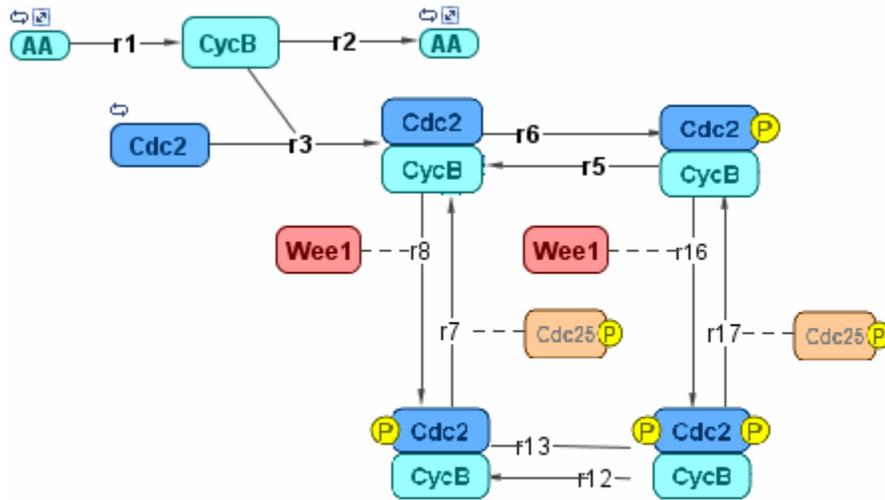 AA r1 CycB r2 AA
Cdc2 r3 Cdc2 r6 Cdc2 P
CycB r5 CycB
Wee1 r8 Wee1 r16
r7 Cdc25 P r17 Cdc25 P
P Cdc2 r13 P Cdc2 P
CycB r12 CycB